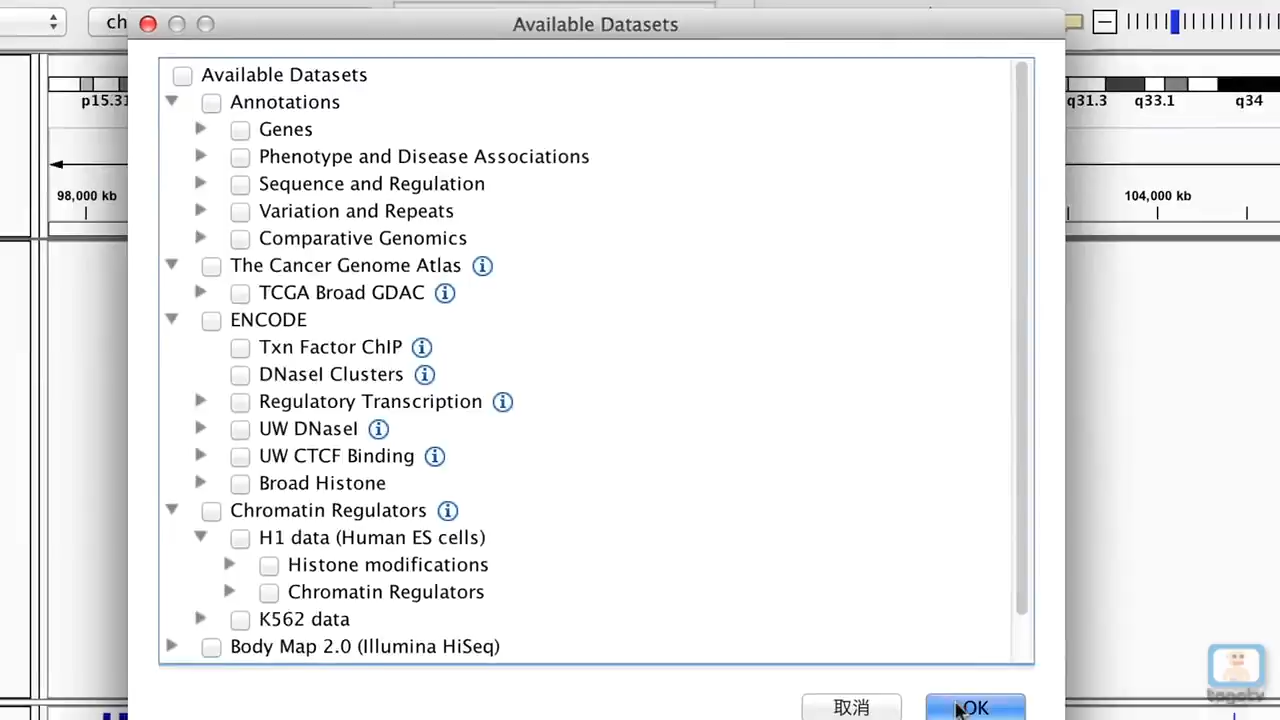 ch
Available Datasets
p15.31
q31.3
q33.1
q34
98,000 kb
104,000 kb
Available Datasets
Annotations
Genes
Phenotype and Disease Associations
Sequence and Regulation
Variation and Repeats
Comparative Genomics
The Cancer Genome Atlas
TCGA Broad GDAC
ENCODE
Txn Factor ChIP
DNaseI Clusters
Regulatory Transcription
UW DNaseI
UW CTCF Binding
Broad Histone
Chromatin Regulators
H1 data (Human ES cells)
Histone modifications
Chromatin Regulators
K562 data
Body Map 2.0 (Illumina HiSeq)
取消
OK
togotv